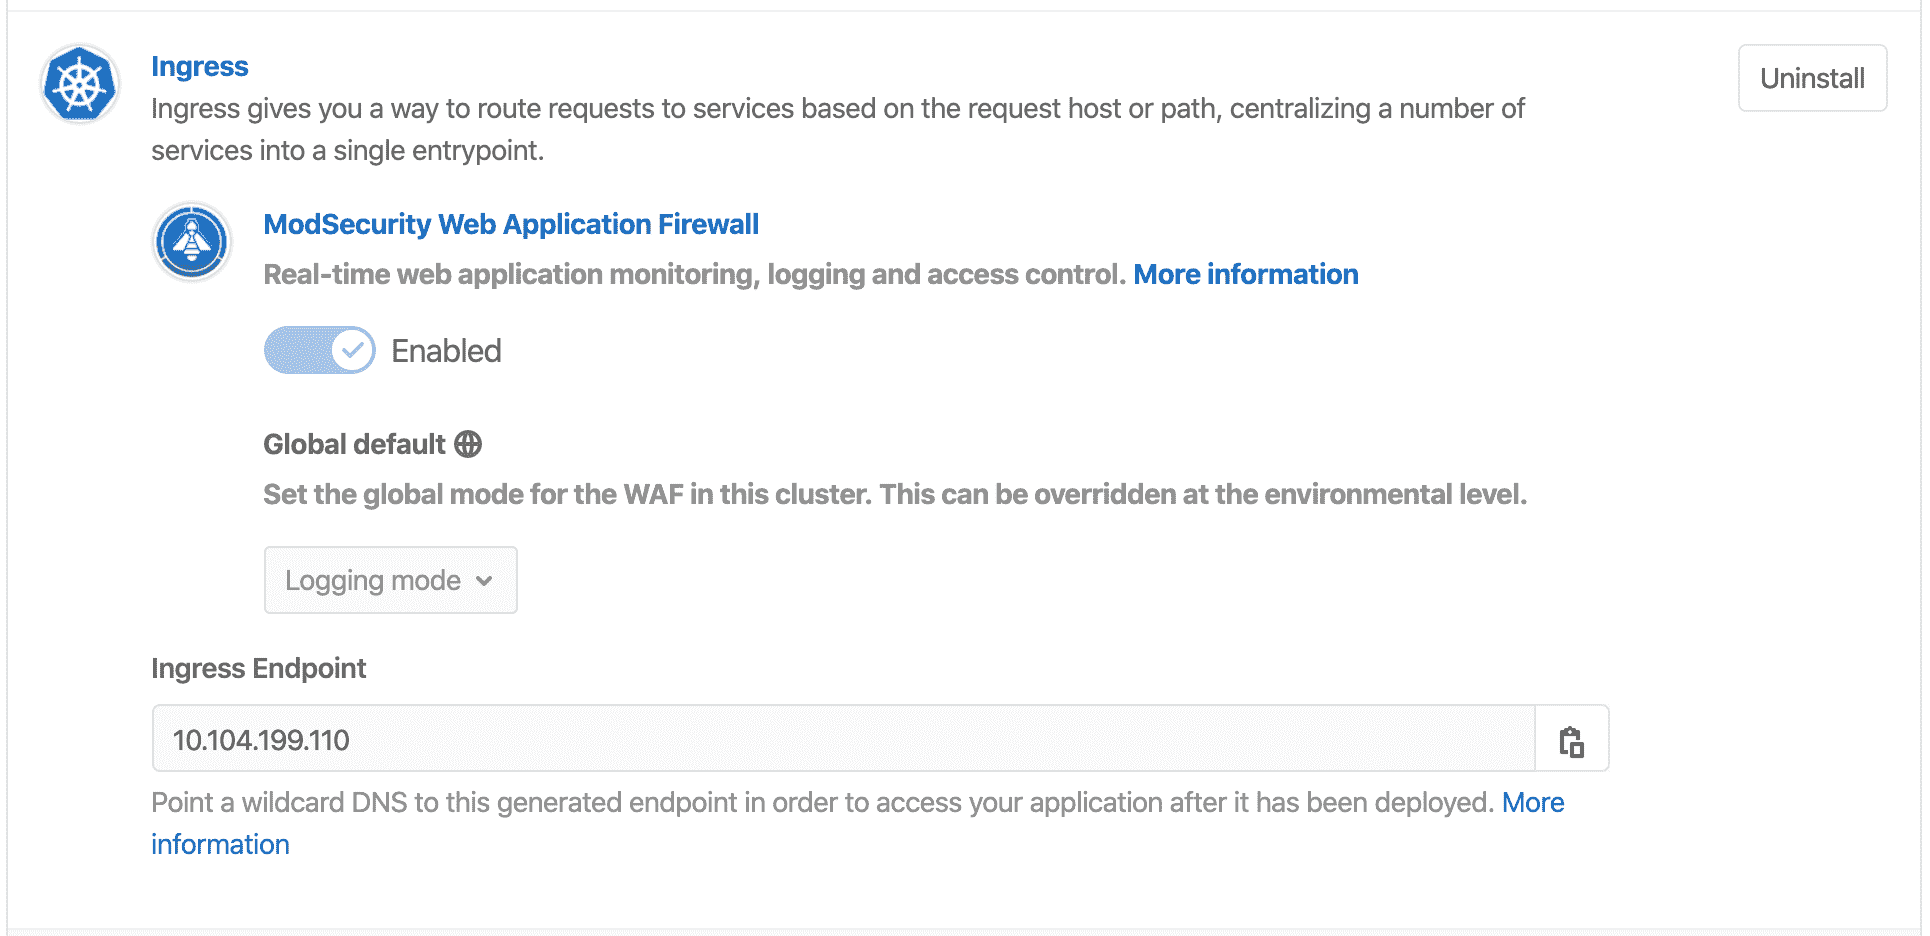 Ingress
Uninstall
Ingress gives you a way to route requests to services based on the request host or path, centralizing a number of
services into a single entrypoint.
ModSecurity Web Application Firewall
Real-time web application monitoring, logging and access control. More information
Enabled
Global default
Set the global mode for the WAF in this cluster. This can be overridden at the environmental level.
Logging mode
Ingress Endpoint
10.104.199.110
Point a wildcard DNS to this generated endpoint in order to access your application after it has been deployed. More
information